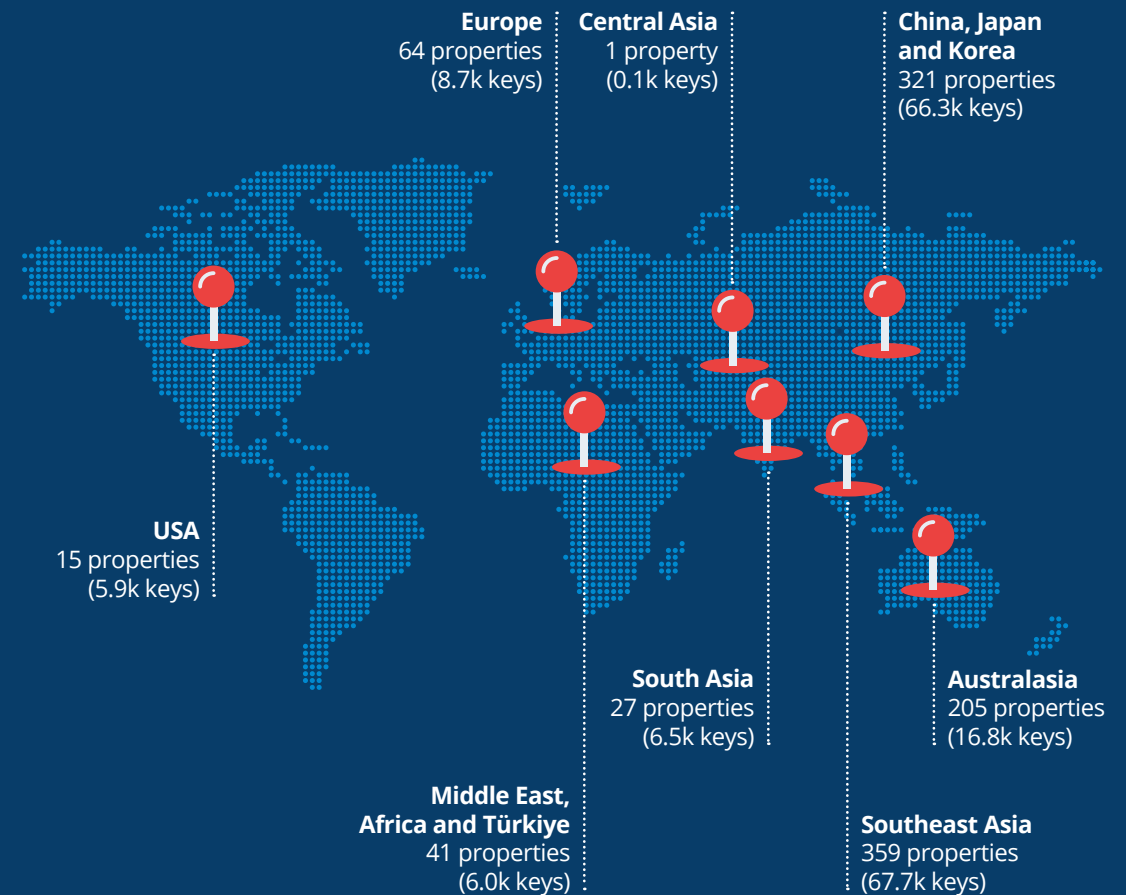 Europe
64 properties
(8.7k keys)
Central Asia
1 property
(0.1k keys)
China, Japan
and Korea
321 properties
(66.3k keys)
USA
15 properties
(5.9k keys)
South Asia
27 properties
(6.5k keys)
Australasia
205 properties
(16.8k keys)
Middle East,
Africa and Türkiye
41 properties
(6.0k keys)
Southeast Asia
359 properties
(67.7k keys)